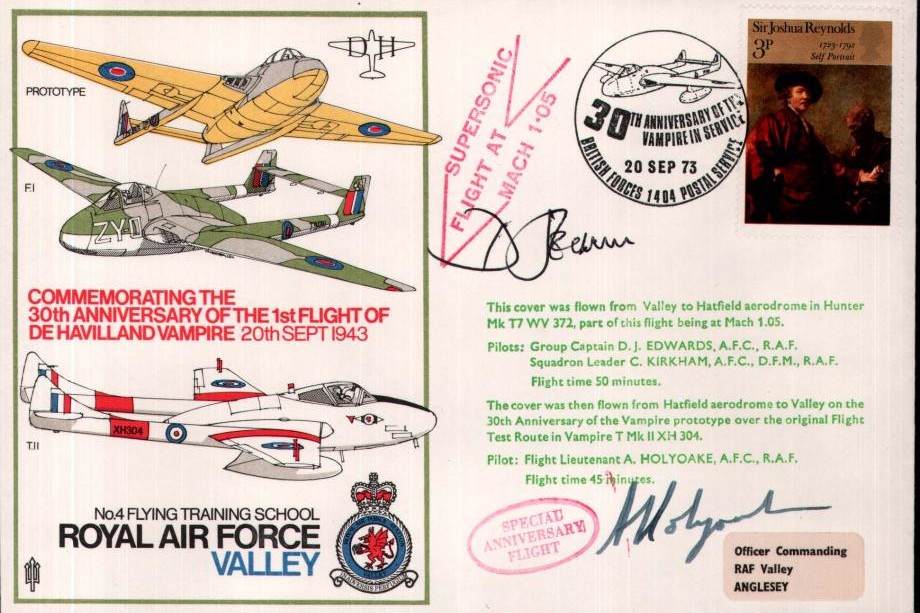 PROTOTYPE
D H
F.I
ZY-D
COMMEMORATING THE
30th ANNIVERSARY OF THE 1st FLIGHT OF
DE HAVILLAND VAMPIRE 20th SEPT 1943
XH304
T.II
No.4 FLYING TRAINING SCHOOL
ROYAL AIR FORCE
VALLEY
SUPERSONIC
FLIGHT AT
MACH 1·05
30TH ANNIVERSARY OF THE
VAMPIRE IN SERVICE
20 SEP 73
BRITISH FORCES 1404 POSTAL SERVICE
Sir Joshua Reynolds
3P
1723-1792
Self Portrait
This cover was flown from Valley to Hatfield aerodrome in Hunter
Mk T7 WV 372, part of this flight being at Mach 1.05.
Pilots: Group Captain D. J. EDWARDS, A.F.C., R.A.F.
Squadron Leader C. KIRKHAM, A.F.C., D.F.M., R.A.F.
Flight time 50 minutes.
The cover was then flown from Hatfield aerodrome to Valley on the
30th Anniversary of the Vampire prototype over the original Flight
Test Route in Vampire T Mk II XH 304.
Pilot: Flight Lieutenant A. HOLYOAKE, A.F.C., R.A.F.
Flight time 45 minutes.
SPECIAL
ANNIVERSARY
FLIGHT
A Holyoake
Officer Commanding
RAF Valley
ANGLESEY